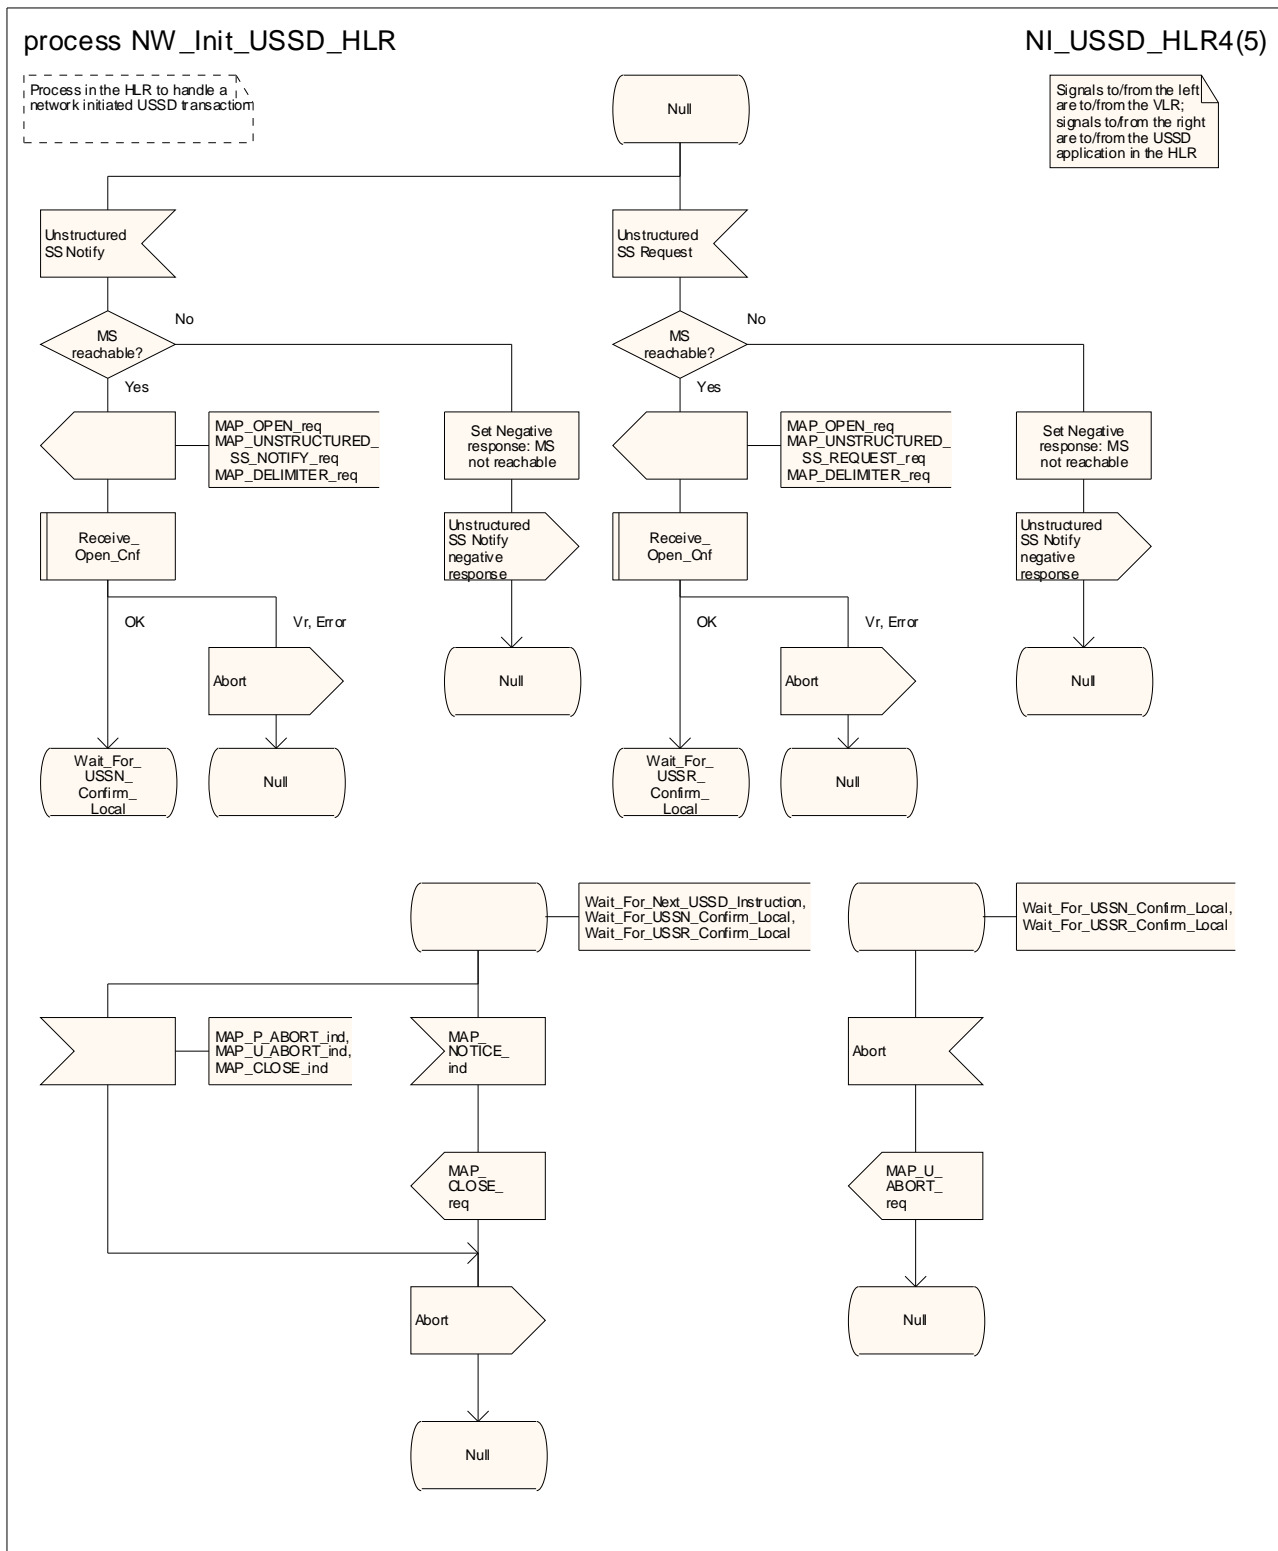 process NW_Init_USSD_HLR
NI_USSD_HLR4(5)
Process in the HLR to handle a
network initiated USSD transaction
Null
Signals to/from the left
are to/from the VLR;
signals to/from the right
are to/from the USSD
application in the HLR
Unstructured
SS Notify
Unstructured
SS Request
No
MS
reachable?
Yes
No
MS
reachable?
Yes
MAP_OPEN_req
MAP_UNSTRUCTURED_
SS_NOTIFY_req
MAP_DELIMITER_req
Set Negative
response: MS
not reachable
MAP_OPEN_req
MAP_UNSTRUCTURED_
SS_REQUEST_req
MAP_DELIMITER_req
Set Negative
response: MS
not reachable
Receive_
Open_Cnf
Unstructured
SS Notify
negative
response
Receive_
Open_Cnf
Unstructured
SS Notify
negative
response
OK
Vr, Error
OK
Vr, Error
Abort
Null
Abort
Null
Wait_For_
USSN_
Confirm_
Local
Null
Wait_For_
USSR_
Confirm_
Local
Null
Wait_For_Next_USSD_Instruction,
Wait_For_USSN_Confirm_Local,
Wait_For_USSR_Confirm_Local
Wait_For_USSN_Confirm_Local,
Wait_For_USSR_Confirm_Local
MAP_P_ABORT_ind,
MAP_U_ABORT_ind,
MAP_CLOSE_ind
MAP_
NOTICE_
ind
Abort
MAP_
CLOSE_
req
MAP_U_
ABORT_
req
Abort
Null
Null